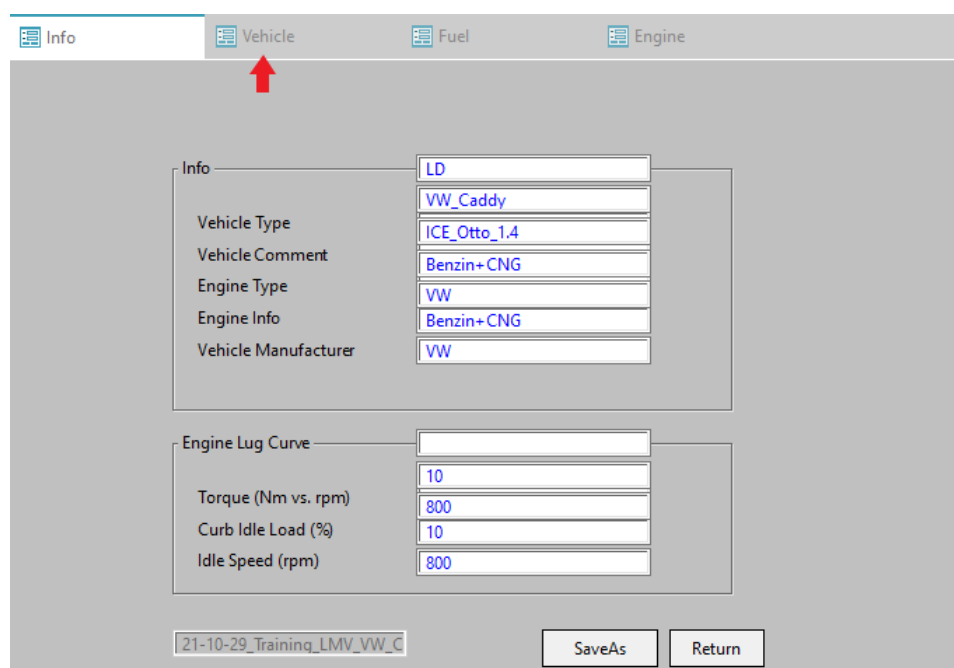 Info Vehicle Fuel Engine
Info LD
VW_Caddy
Vehicle Type
ICE_Otto_1.4
Vehicle Comment
Benzin+CNG
Engine Type
VW
Engine Info
Benzin+CNG
Vehicle Manufacturer VW
Engine Lug Curve
10
Torque (Nm vs. rpm)
800
Curb Idle Load (%)
10
Idle Speed (rpm)
800
21-10-29_Training_LMV_VW_C
SaveAs Return